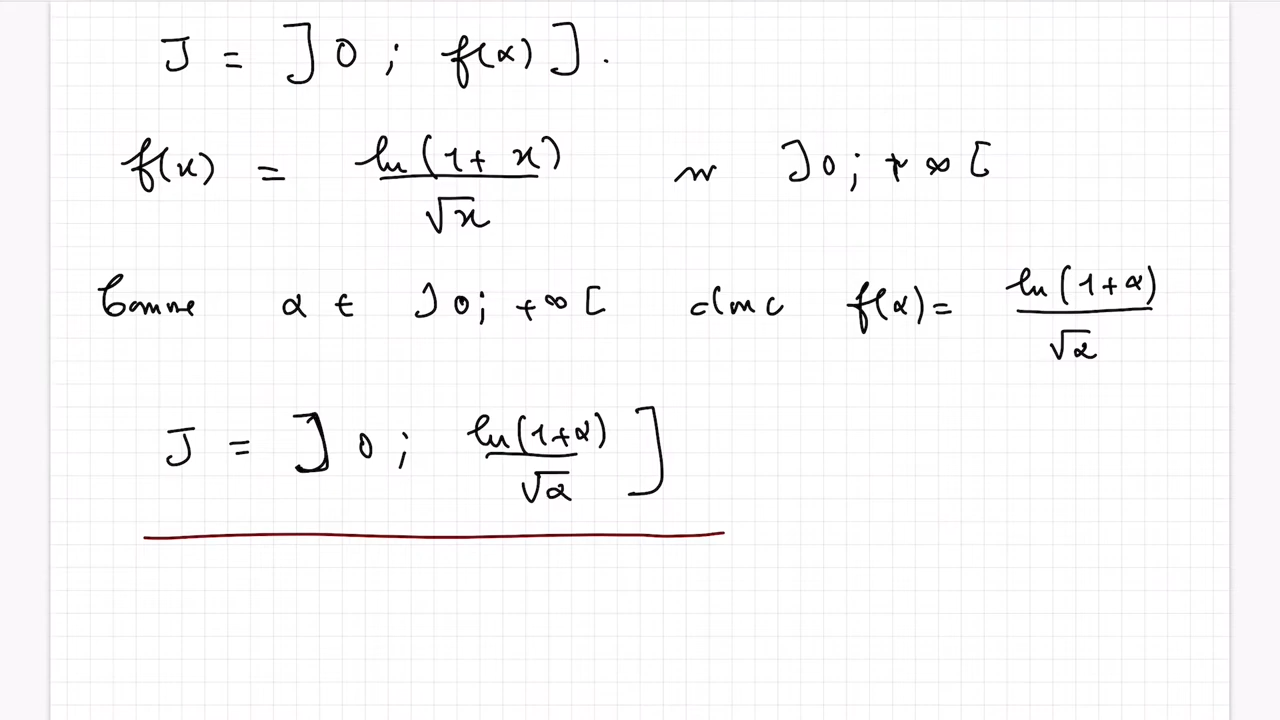 J = ]0 ; f(α)].
f(x) = ln(1+x)/√x sur ]0; +∞[
Comme α ∈ ]0; +∞[ donc f(α) = ln(1+α)/√α
J = ]0 ; ln(1+α)/√α]